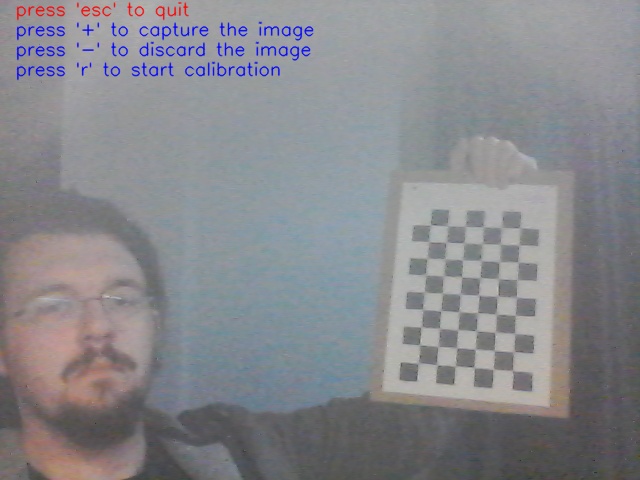 press 'esc' to quit
press '+' to capture the image
press '-' to discard the image
press 'r' to start calibration